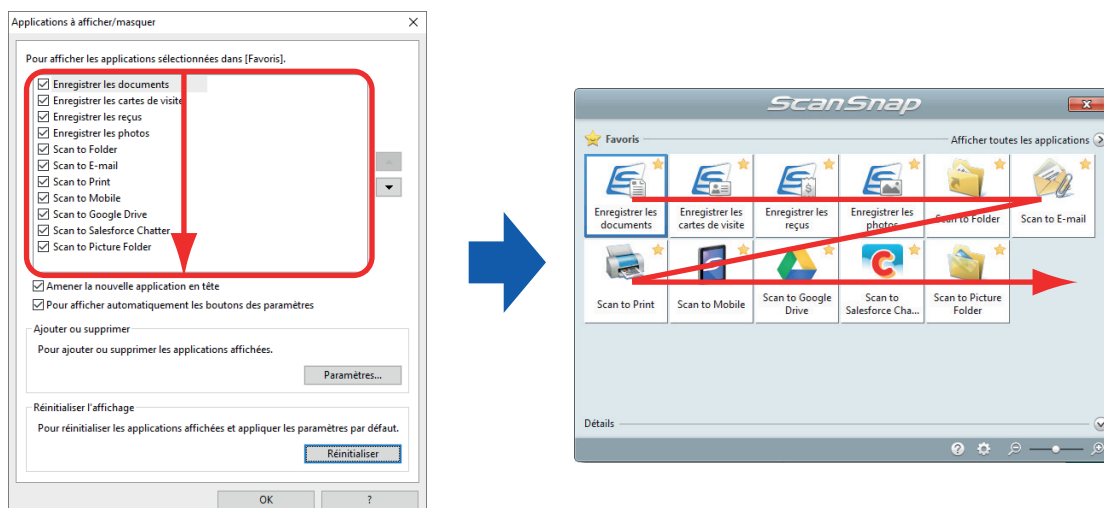 Applications à afficher/masquer
Pour afficher les applications sélectionnées dans [Favoris].
Enregistrer les documents
Enregistrer les cartes de visite
Enregistrer les reçus
Enregistrer les photos
Scan to Folder
Scan to E-mail
Scan to Print
Scan to Mobile
Scan to Google Drive
Scan to Salesforce Chatter
Scan to Picture Folder
Amener la nouvelle application en tête
Pour afficher automatiquement les boutons des paramètres
Ajouter ou supprimer
Pour ajouter ou supprimer les applications affichées.
Paramètres...
Réinitialiser l'affichage
Pour réinitialiser les applications affichées et appliquer les paramètres par défaut.
Réinitialiser
OK
?
ScanSnap
Favoris
Afficher toutes les applications
Enregistrer les
documents
Enregistrer les
cartes de visite
Enregistrer les
reçus
Enregistrer les
photos
Scan to Folder
Scan to E-mail
Scan to Print
Scan to Mobile
Scan to Google
Drive
Scan to
Salesforce Cha...
Scan to Picture
Folder
Détails